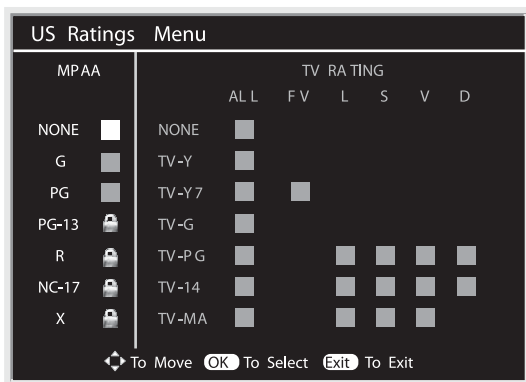 US Ratings Menu
MPAA TV RATING
ALL FV L S V D
NONE NONE
G TV-Y
PG TV-Y7
PG-13 TV-G
R TV-PG
NC-17 TV-14
X TV-MA
To Move OK To Select Exit To Exit